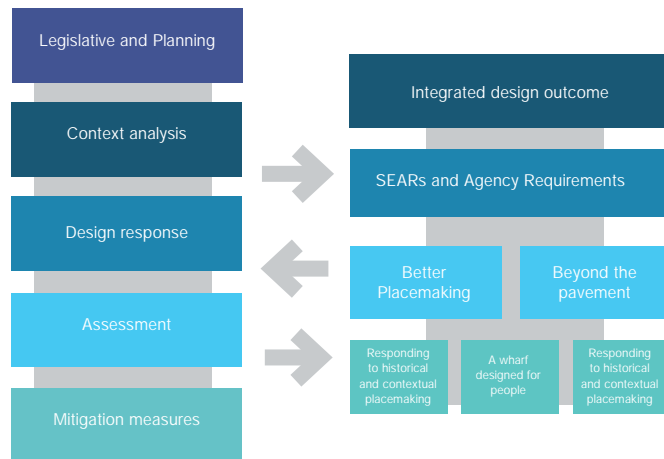 Legislative and Planning
Context analysis
Design response
Assessment
Mitigation measures
Integrated design outcome
SEARs and Agency Requirements
Better
Placemaking
Beyond the
pavement
Responding
to historical
and contextual
placemaking
A wharf
designed for
people
Responding
to historical
and contextual
placemaking